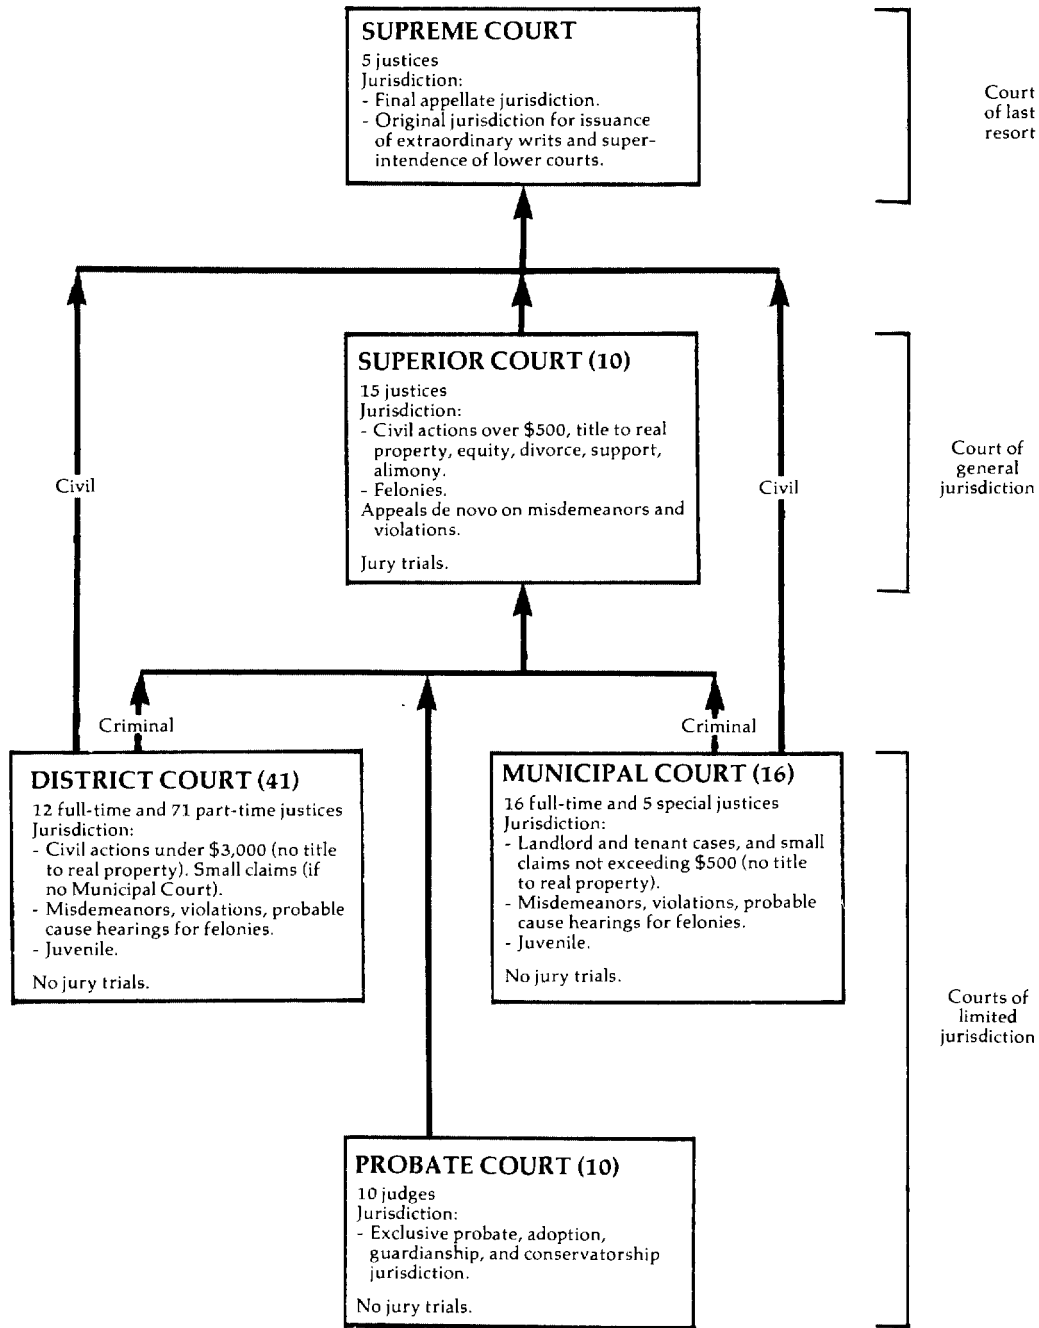 SUPREME COURT
5 justices
Jurisdiction:
- Final appellate jurisdiction.
- Original jurisdiction for issuance
of extraordinary writs and super-
intendence of lower courts.
Court
of last
resort
SUPERIOR COURT (10)
15 justices
Jurisdiction:
- Civil actions over $500, title to real
property, equity, divorce, support,
alimony.
- Felonies.
Appeals de novo on misdemeanors and
violations.
Jury trials.
Civil
Civil
Court of
general
jurisdiction
Criminal
Criminal
DISTRICT COURT (41)
12 full-time and 71 part-time justices
Jurisdiction:
- Civil actions under $3,000 (no title
to real property). Small claims (if
no Municipal Court).
- Misdemeanors, violations, probable
cause hearings for felonies.
- Juvenile.
No jury trials.
MUNICIPAL COURT (16)
16 full-time and 5 special justices
Jurisdiction:
- Landlord and tenant cases, and small
claims not exceeding $500 (no title
to real property).
- Misdemeanors, violations, probable
cause hearings for felonies.
- Juvenile.
No jury trials.
Courts of
limited
jurisdiction
PROBATE COURT (10)
10 judges
Jurisdiction:
- Exclusive probate, adoption,
guardianship, and conservatorship
jurisdiction.
No jury trials.